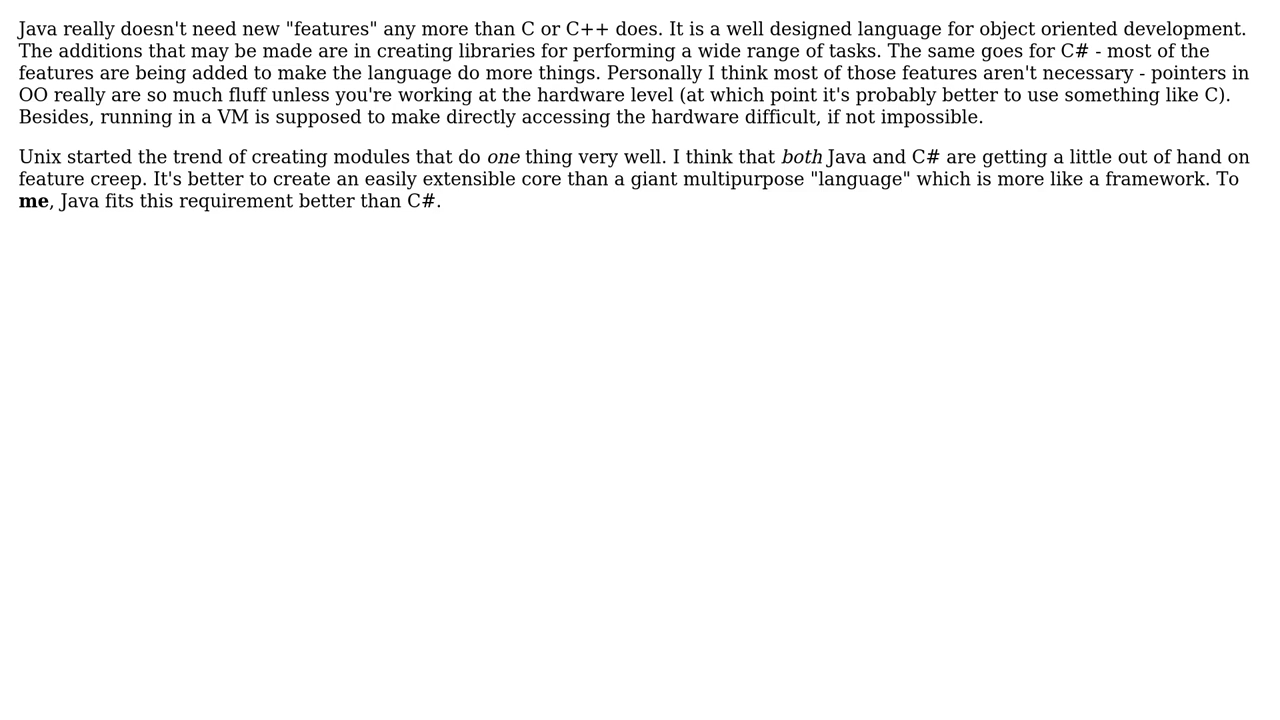 Java really doesn't need new "features" any more than C or C++ does. It is a well designed language for object oriented development.
The additions that may be made are in creating libraries for performing a wide range of tasks. The same goes for C# - most of the
features are being added to make the language do more things. Personally I think most of those features aren't necessary - pointers in
OO really are so much fluff unless you're working at the hardware level (at which point it's probably better to use something like C).
Besides, running in a VM is supposed to make directly accessing the hardware difficult, if not impossible.
Unix started the trend of creating modules that do one thing very well. I think that both Java and C# are getting a little out of hand on
feature creep. It's better to create an easily extensible core than a giant multipurpose "language" which is more like a framework. To
me, Java fits this requirement better than C#.